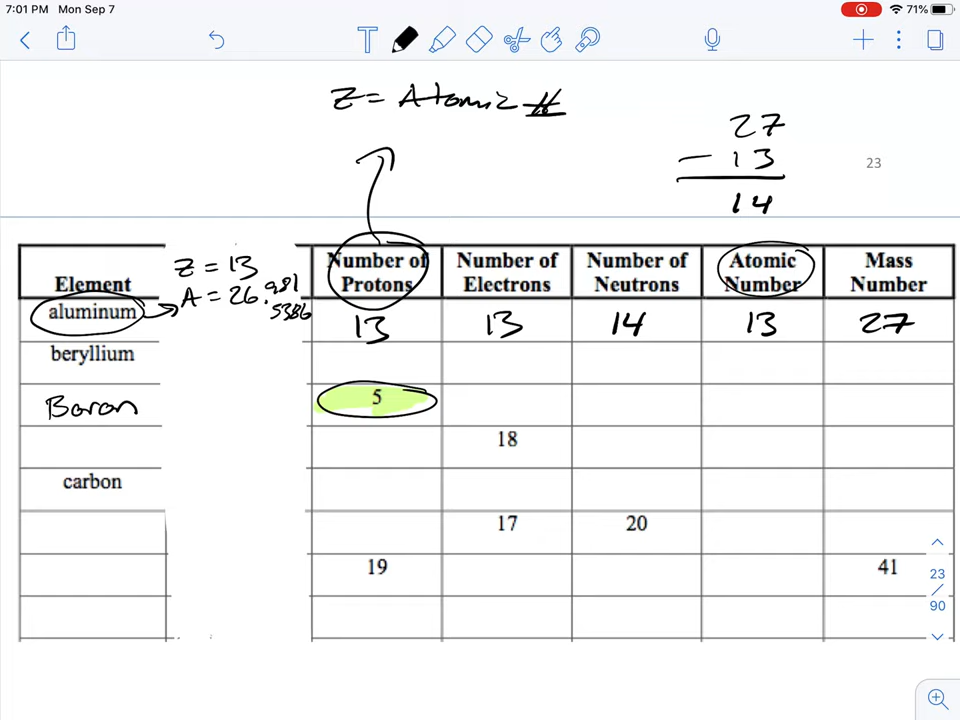 7:01 PM Mon Sep 7
71%
T
Z = Atomic #
27
- 13
14
23
Element
Z = 13
A = 26.981
5386
Number of Protons
Number of Electrons
Number of Neutrons
Atomic Number
Mass Number
aluminum 13 13 14 13 27
beryllium
Boron 5
18
carbon
17 20
19 41
23
/
90